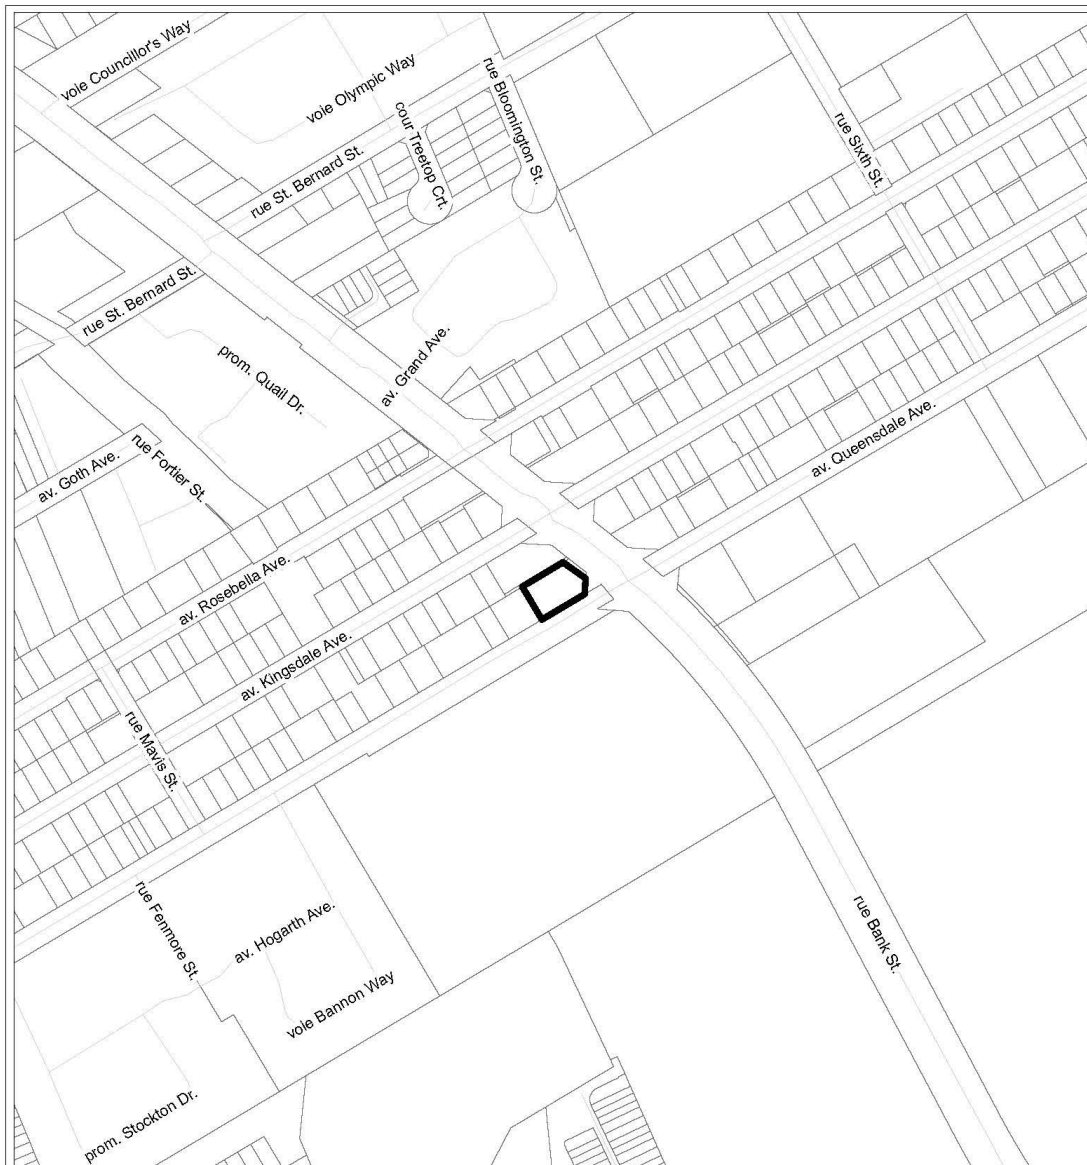 voie Councillor's Way
voie Olympic Way
rue Bloomington St.
cour Treetop Crt.
rue Sixth St.
rue St. Bernard St.
rue St. Bernard St.
av. Grand Ave.
prom. Quail Dr.
av. Queensdale Ave.
av. Goth Ave.
rue Fortier St.
av. Rosebella Ave.
av. Kingsdale Ave.
rue Mavis St.
rue Fenmore St.
av. Hogarth Ave.
rue Bank St.
voie Bannon Way
prom. Stockton Dr.